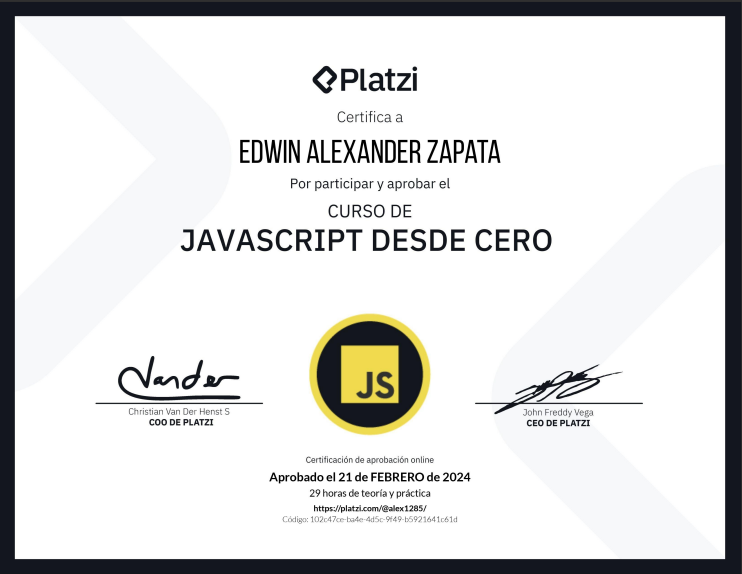 Platzi
Certifica a
EDWIN ALEXANDER ZAPATA
Por participar y aprobar el
CURSO DE
JAVASCRIPT DESDE CERO
JS
Vander
Christian Van Der Henst S
COO DE PLATZI
John Freddy Vega
CEO DE PLATZI
Certificación de aprobación online
Aprobado el 21 de FEBRERO de 2024
29 horas de teoría y práctica
https://platzi.com/@alex1285/
Código: 102c47ce-ba4e-4d5c-9f49-b5921641c61d